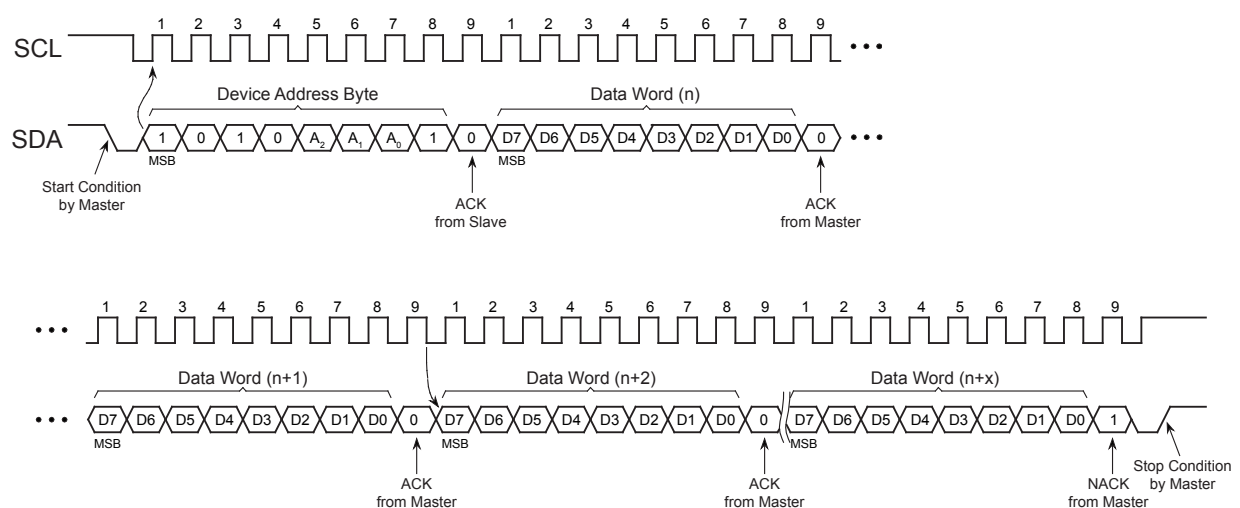 1 2 3 4 5 6 7 8 9 1 2 3 4 5 6 7 8 9
SCL
Device Address Byte Data Word (n)
SDA 1 0 1 0 A₂ A₁ A₀ 1 0 D7 D6 D5 D4 D3 D2 D1 D0 0
MSB MSB
Start Condition
by Master
ACK
from Slave
ACK
from Master
1 2 3 4 5 6 7 8 9 1 2 3 4 5 6 7 8 9 1 2 3 4 5 6 7 8 9
Data Word (n+1) Data Word (n+2) Data Word (n+x)
D7 D6 D5 D4 D3 D2 D1 D0 0 D7 D6 D5 D4 D3 D2 D1 D0 0 D7 D6 D5 D4 D3 D2 D1 D0 1
MSB MSB MSB
ACK
from Master
ACK
from Master
NACK
from Master
Stop Condition
by Master